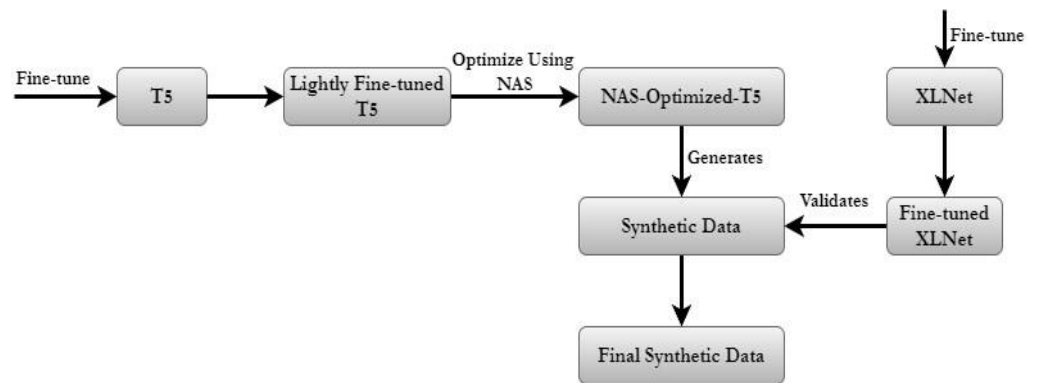 Fine-tune
T5
Lightly Fine-tuned
T5
Optimize Using
NAS
NAS-Optimized-T5
Fine-tune
XLNet
Generates
Synthetic Data
Validates
Fine-tuned
XLNet
Final Synthetic Data